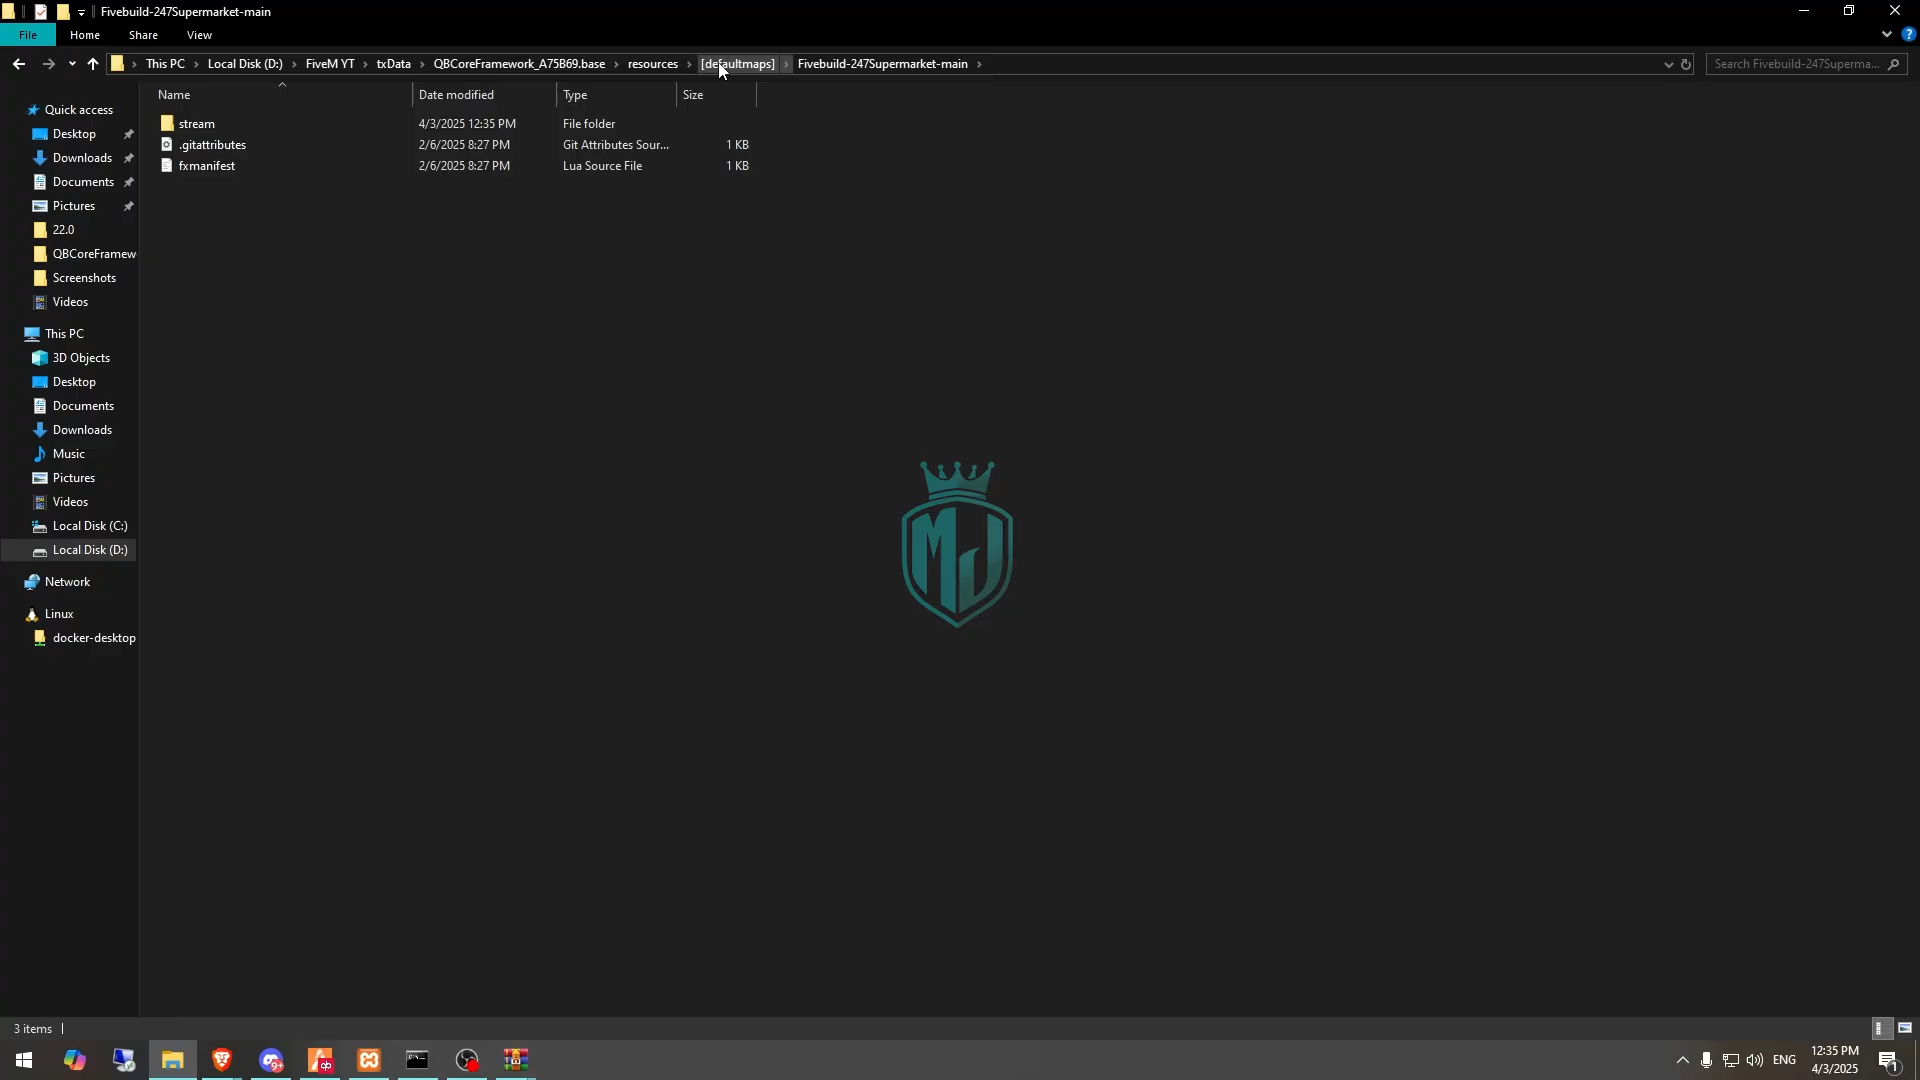 Fivebuild-247Supermarket-main
File Home Share View
This PC Local Disk (D:) FiveM YT txData QBCoreFramework_A75B69.base resources [defaultmaps] Fivebuild-247Supermarket-main Search Fivebuild-247Superma...
Name Date modified Type Size
stream 4/3/2025 12:35 PM File folder
.gitattributes 2/6/2025 8:27 PM Git Attributes Sour... 1 KB
fxmanifest 2/6/2025 8:27 PM Lua Source File 1 KB
Quick access
Desktop
Downloads
Documents
Pictures
22.0
QBCoreFramew
Screenshots
Videos
This PC
3D Objects
Desktop
Documents
Downloads
Music
Pictures
Videos
Local Disk (C:)
Local Disk (D:)
Network
Linux
docker-desktop
MJ
3 items
9+
ENG
12:35 PM
4/3/2025
1